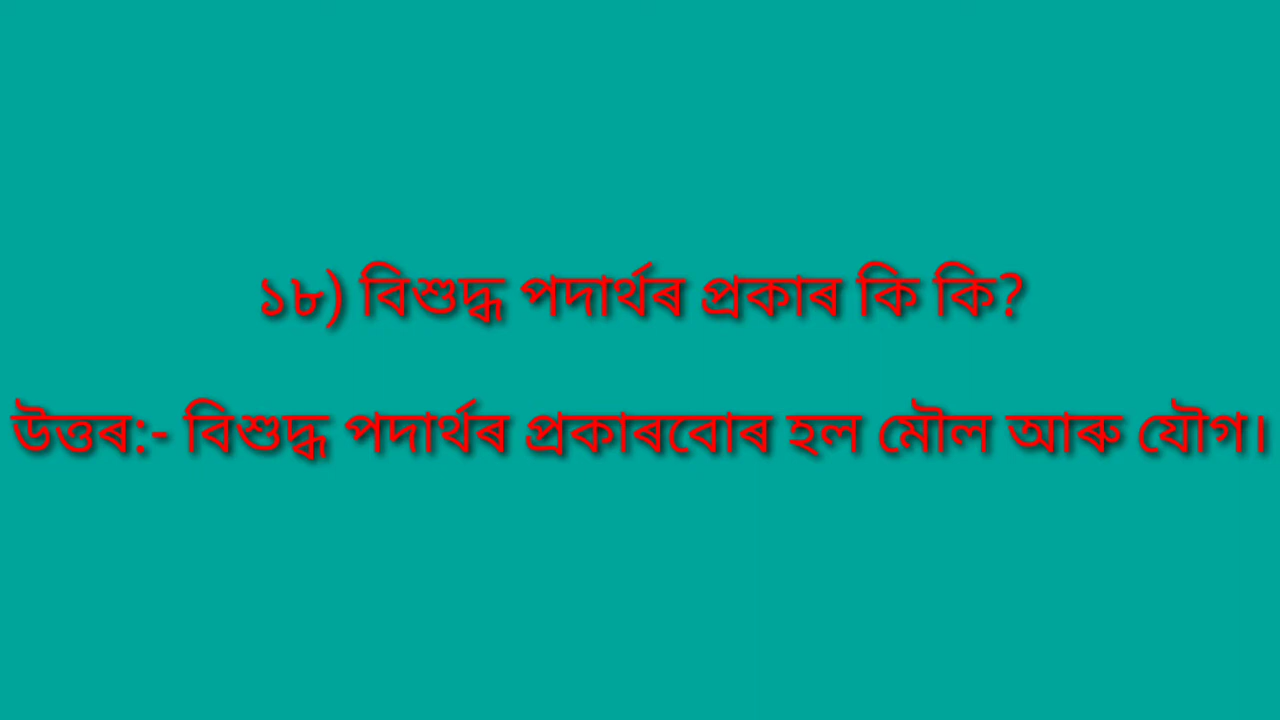 ১৮) বিশুদ্ধ পদাৰ্থৰ প্ৰকাৰ কি কি?
উত্তৰ:- বিশুদ্ধ পদাৰ্থৰ প্ৰকাৰবোৰ হল মৌল আৰু যৌগ।